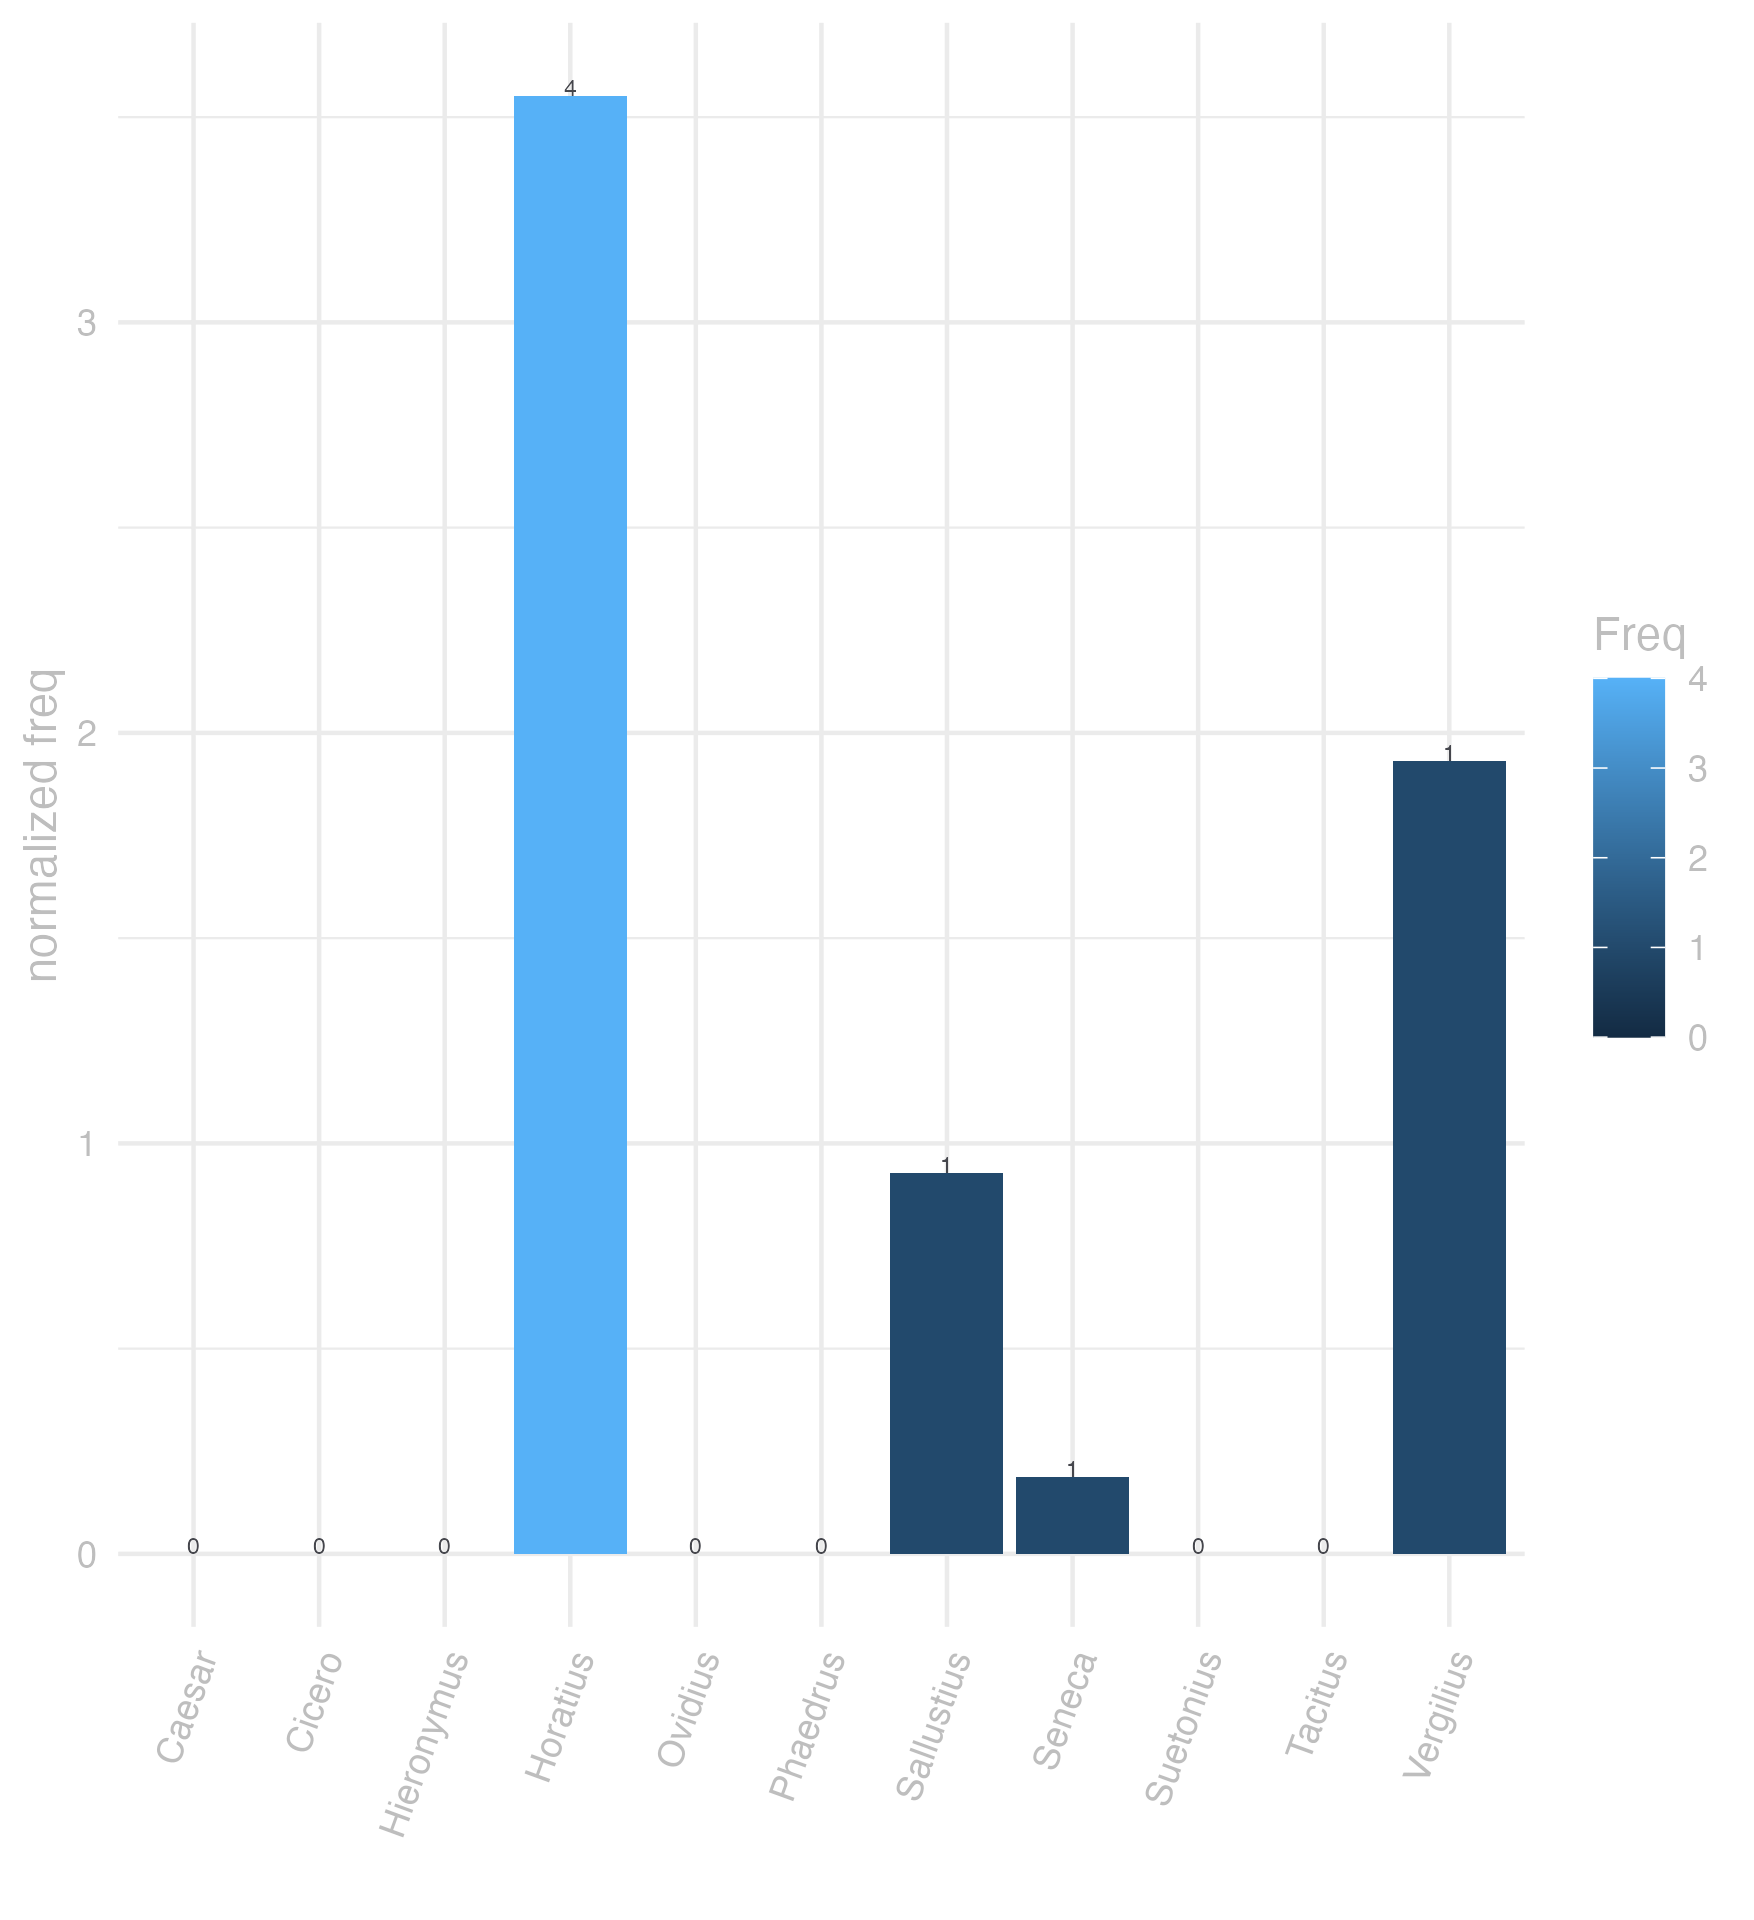 4
3
2
1
0
normalized freq
1
1
1
0
0
0
0
0
0
0
Caesar
Cicero
Hieronymus
Horatius
Ovidius
Phaedrus
Sallustius
Seneca
Suetonius
Tacitus
Vergilius
Freq
4
3
2
1
0